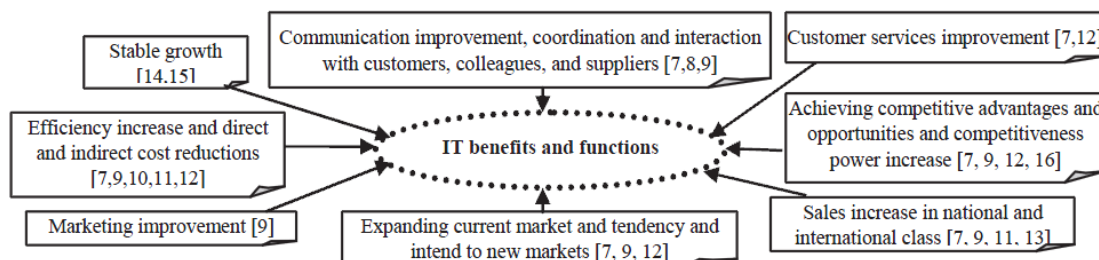 Stable growth
[14,15]
Communication improvement, coordination and interaction
with customers, colleagues, and suppliers [7,8,9]
Customer services improvement [7,12]
Efficiency increase and direct
and indirect cost reductions
[7,9,10,11,12]
IT benefits and functions
Achieving competitive advantages and
opportunities and competitiveness
power increase [7, 9, 12, 16]
Marketing improvement [9]
Expanding current market and tendency and
intend to new markets [7, 9, 12]
Sales increase in national and
international class [7, 9, 11, 13]